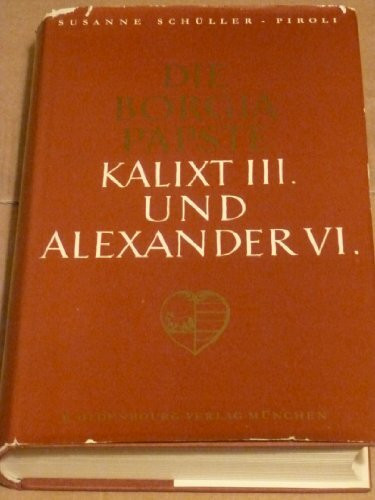 SUSANNE SCHÜLLER-PIROLI
DIE
BORGIA
PÄPSTE
KALIXT III.
UND
ALEXANDER VI.
R. OLDENBOURG VERLAG MÜNCHEN